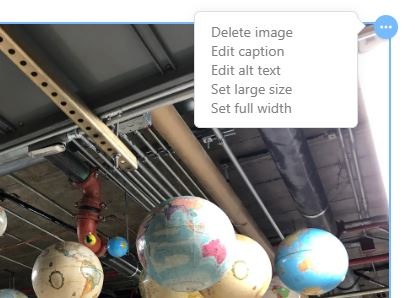 Delete image
Edit caption
Edit alt text
Set large size
Set full width